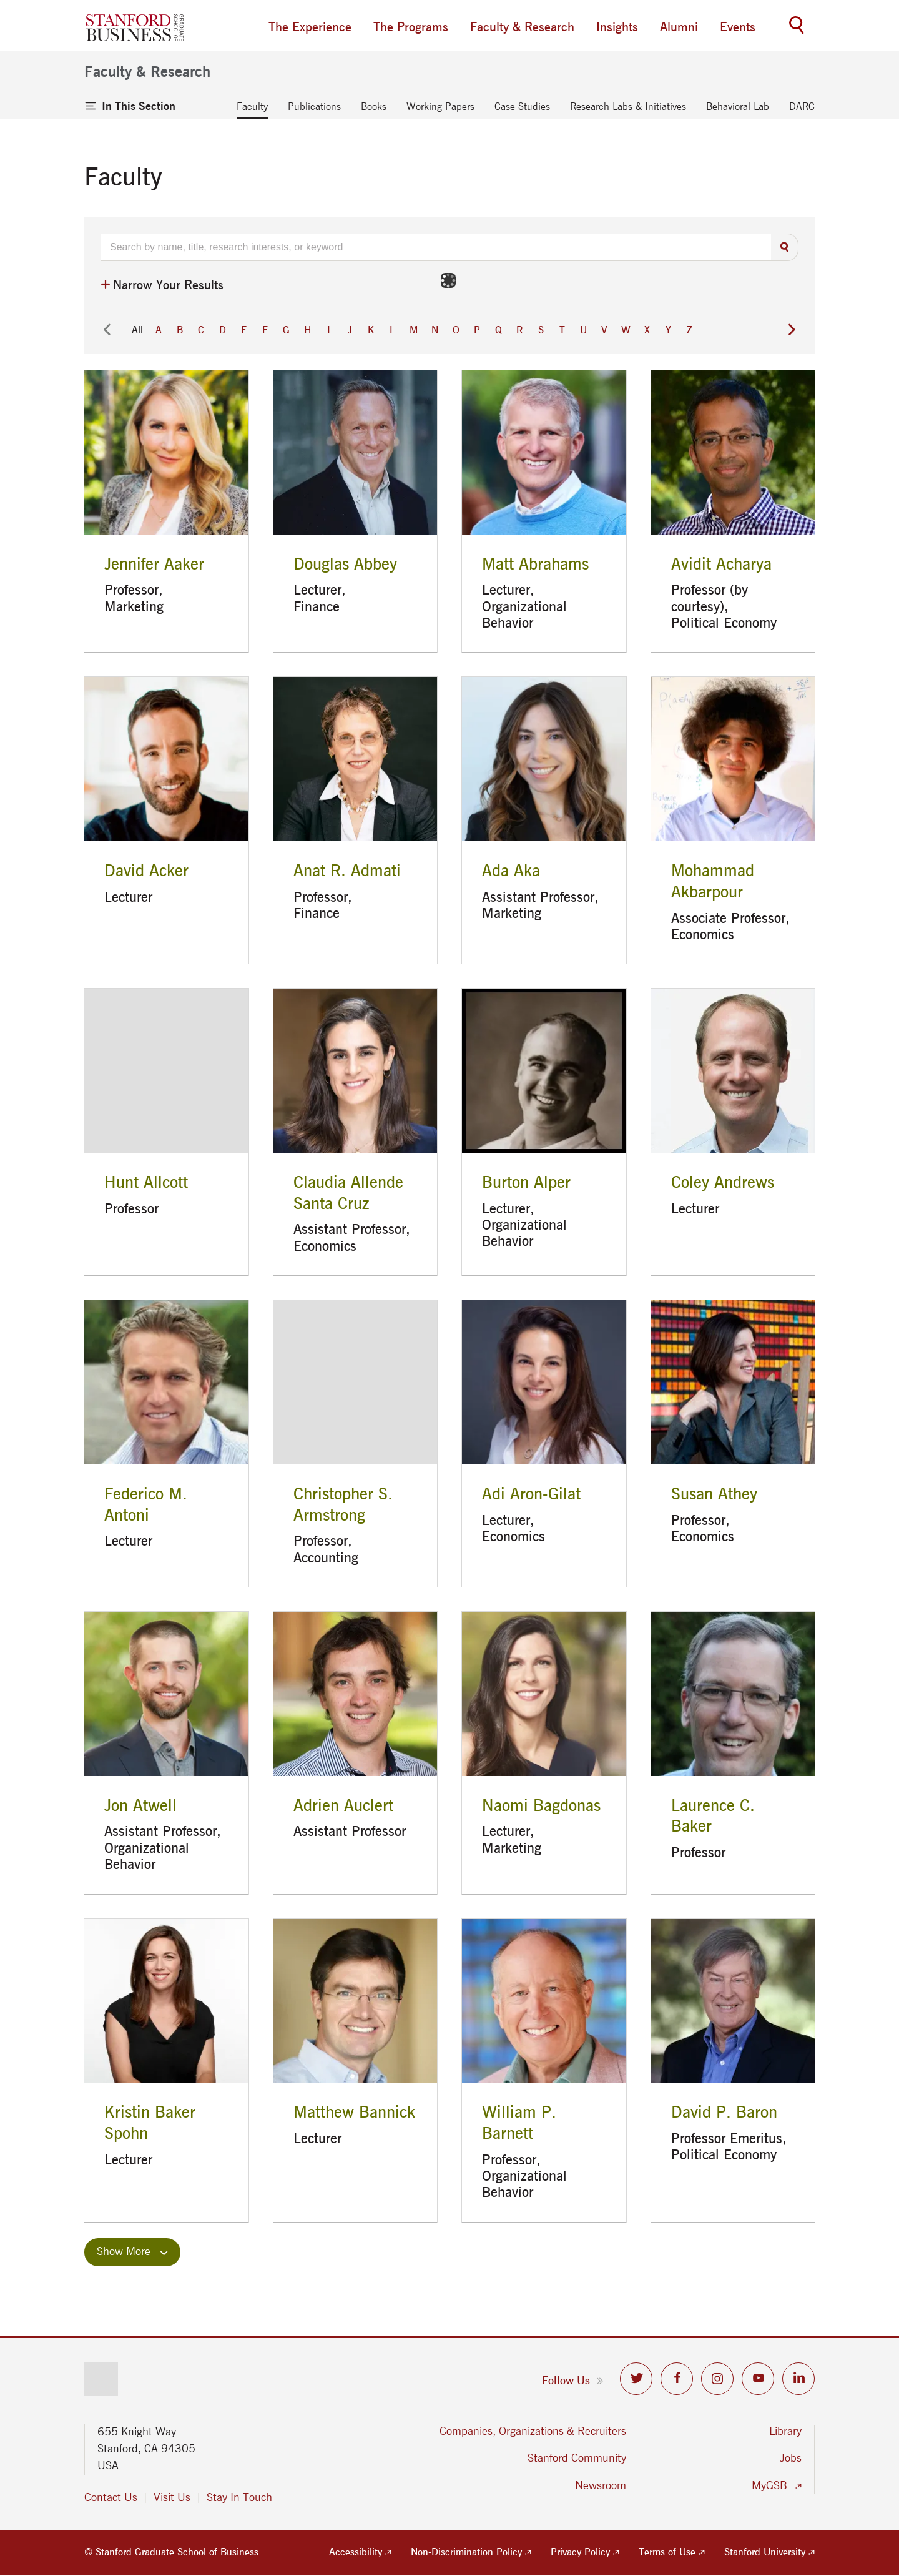 STANFORD
BUSINESS
GRADUATE
SCHOOL OF
The Experience The Programs Faculty & Research Insights Alumni Events
Faculty & Research
In This Section Faculty Publications Books Working Papers Case Studies Research Labs & Initiatives Behavioral Lab DARC
Faculty
Search by name, title, research interests, or keyword
Narrow Your Results
All A B C D E F G H I J K L M N O P Q R S T U V W X Y Z
Jennifer Aaker
Professor,
Marketing
Douglas Abbey
Lecturer,
Finance
Matt Abrahams
Lecturer,
Organizational
Behavior
Avidit Acharya
Professor (by
courtesy),
Political Economy
David Acker
Lecturer
Anat R. Admati
Professor,
Finance
Ada Aka
Assistant Professor,
Marketing
Mohammad
Akbarpour
Associate Professor,
Economics
Hunt Allcott
Professor
Claudia Allende
Santa Cruz
Assistant Professor,
Economics
Burton Alper
Lecturer,
Organizational
Behavior
Coley Andrews
Lecturer
Federico M.
Antoni
Lecturer
Christopher S.
Armstrong
Professor,
Accounting
Adi Aron-Gilat
Lecturer,
Economics
Susan Athey
Professor,
Economics
Jon Atwell
Assistant Professor,
Organizational
Behavior
Adrien Auclert
Assistant Professor
Naomi Bagdonas
Lecturer,
Marketing
Laurence C.
Baker
Professor
Kristin Baker
Spohn
Lecturer
Matthew Bannick
Lecturer
William P.
Barnett
Professor,
Organizational
Behavior
David P. Baron
Professor Emeritus,
Political Economy
Show More
Follow Us
655 Knight Way
Stanford, CA 94305
USA
Contact Us Visit Us Stay In Touch
Companies, Organizations & Recruiters
Stanford Community
Newsroom
Library
Jobs
MyGSB
© Stanford Graduate School of Business Accessibility Non-Discrimination Policy Privacy Policy Terms of Use Stanford University